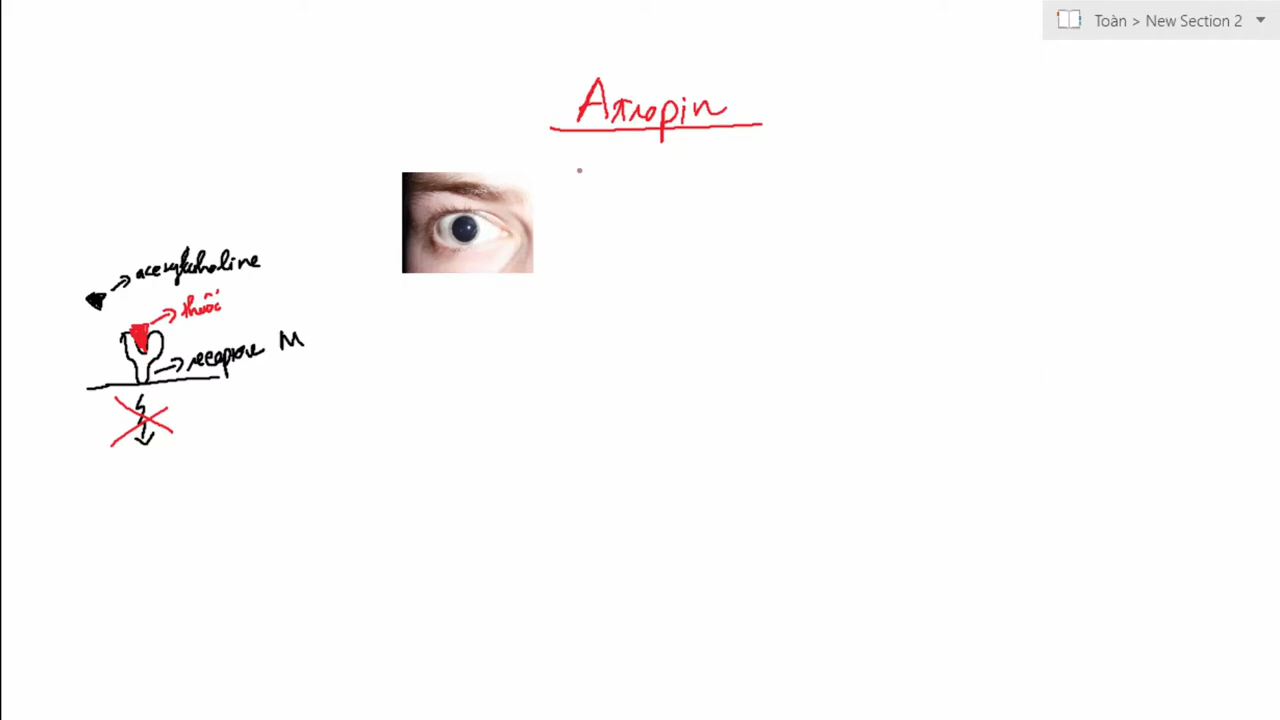 Toàn > New Section 2
Atropin
acetylcholine
thuốc
receptor M